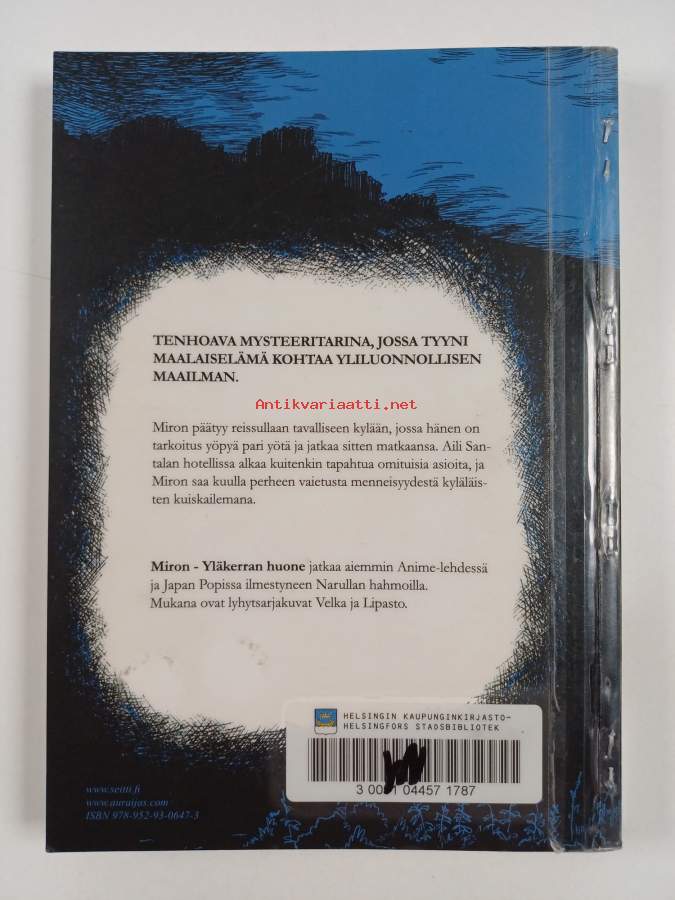 TENHOAVA MYSTEERITARINA, JOSSA TYYNI
MAALAISELÄMÄ KOHTAA YLILUONNOLLISEN
MAAILMAN.
Antikvariaatti.net
Miron päätyy reissullaan tavalliseen kylään, jossa hänen on
tarkoitus yöpyä pari yötä ja jatkaa sitten matkaansa. Aili San-
talan hotellissa alkaa kuitenkin tapahtua omituisia asioita, ja
Miron saa kuulla perheen vaietusta menneisyydestä kyläläis-
ten kuiskailemana.
Miron - Yläkerran huone jatkaa aiemmin Anime-lehdessä
ja Japan Popissa ilmestyneen Narullan hahmoilla.
Mukana ovat lyhytsarjakuvat Velka ja Lipasto.
HELSINGIN KAUPUNGINKIRJASTO-
HELSINGFORS STADSBIBLIOTEK
04457 1787
www.seitti.fi
www.auraijas.com
ISBN 978-952-93-0647-3